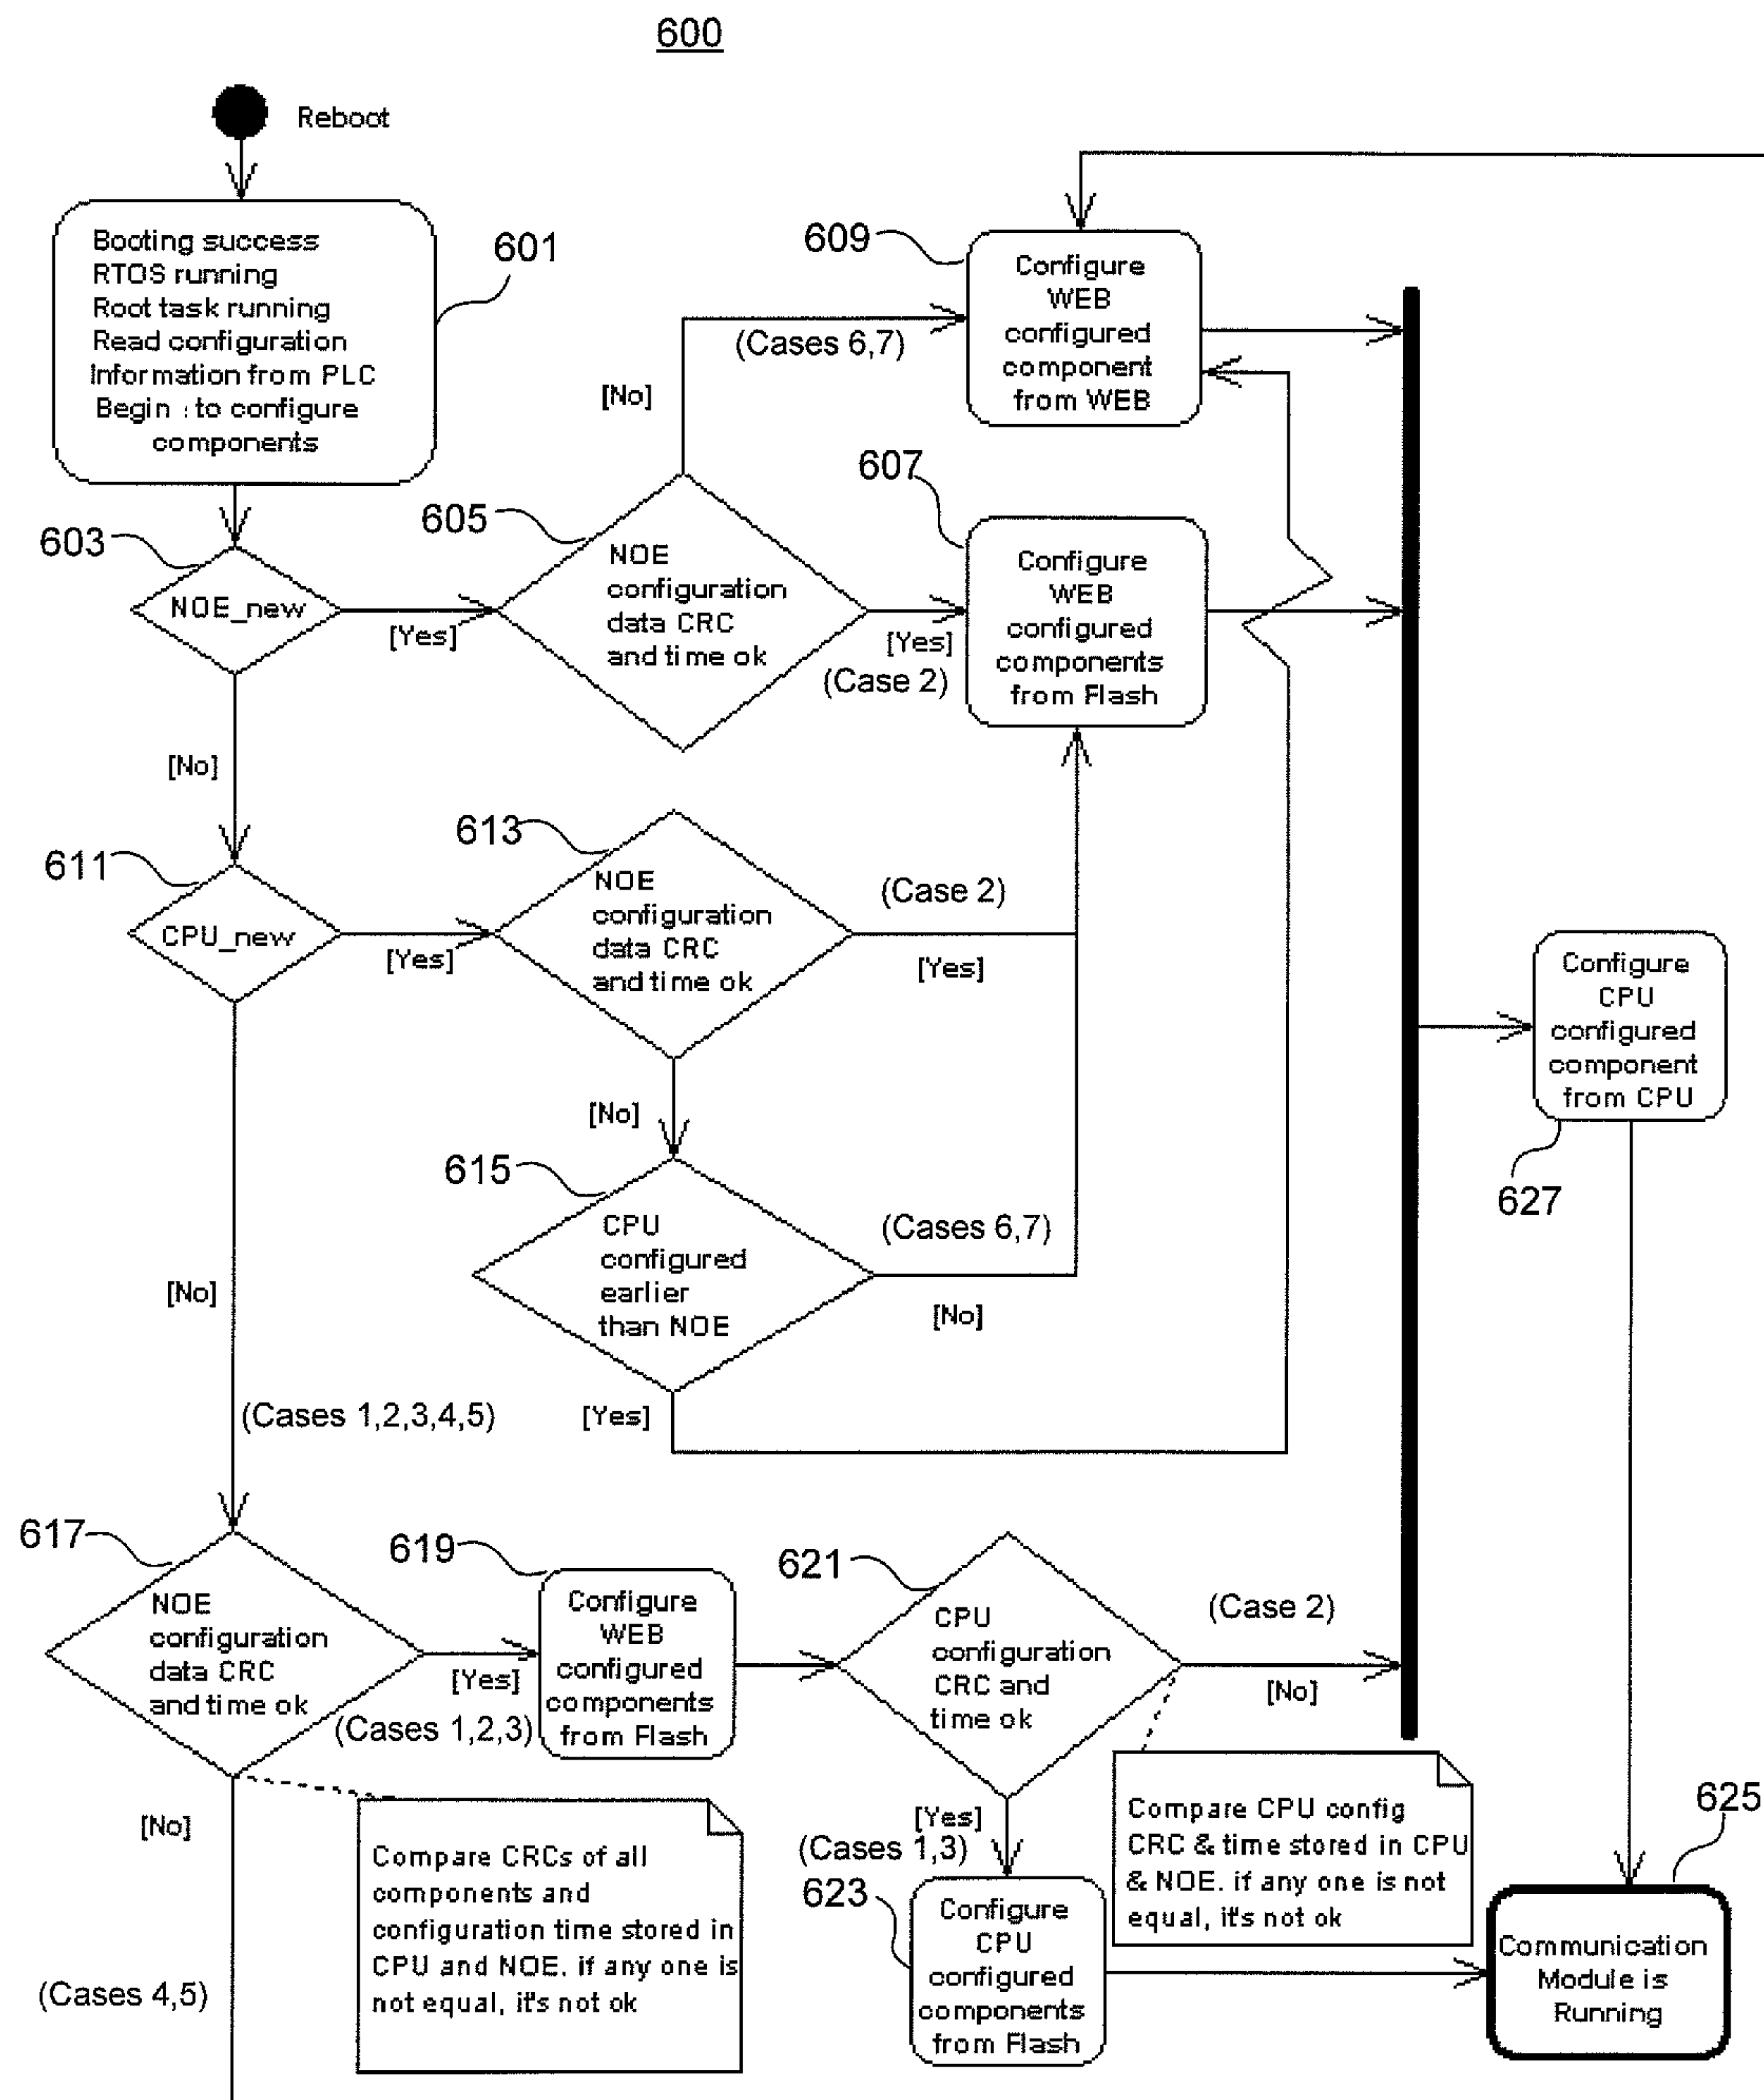 600
Reboot
Booting success
RTOS running
Root task running
Read configuration
Information from PLC
Begin : to configure
components
601
603
NOE_new
[Yes]
[No]
605
NOE
configuration
data CRC
and time ok
[No]
(Cases 6,7)
[Yes]
(Case 2)
609
Configure
WEB
configured
component
from WEB
607
Configure
WEB
configured
components
from Flash
611
CPU_new
[Yes]
[No]
(Cases 1,2,3,4,5)
613
NOE
configuration
data CRC
and time ok
(Case 2)
[Yes]
[No]
615
CPU
configured
earlier
than NOE
(Cases 6,7)
[No]
[Yes]
Configure
CPU
configured
component
from CPU
627
617
NOE
configuration
data CRC
and time ok
[Yes]
(Cases 1,2,3)
[No]
(Cases 4,5)
619
Configure
WEB
configured
components
from Flash
621
CPU
configuration
CRC and
time ok
(Case 2)
[No]
[Yes]
(Cases 1,3)
Compare CRCs of all
components and
configuration time stored in
CPU and NOE. if any one is
not equal, it's not ok
Compare CPU config
CRC & time stored in CPU
& NOE. if any one is not
equal, it's not ok
623
Configure
CPU
configured
components
from Flash
625
Communication
Module is
Running